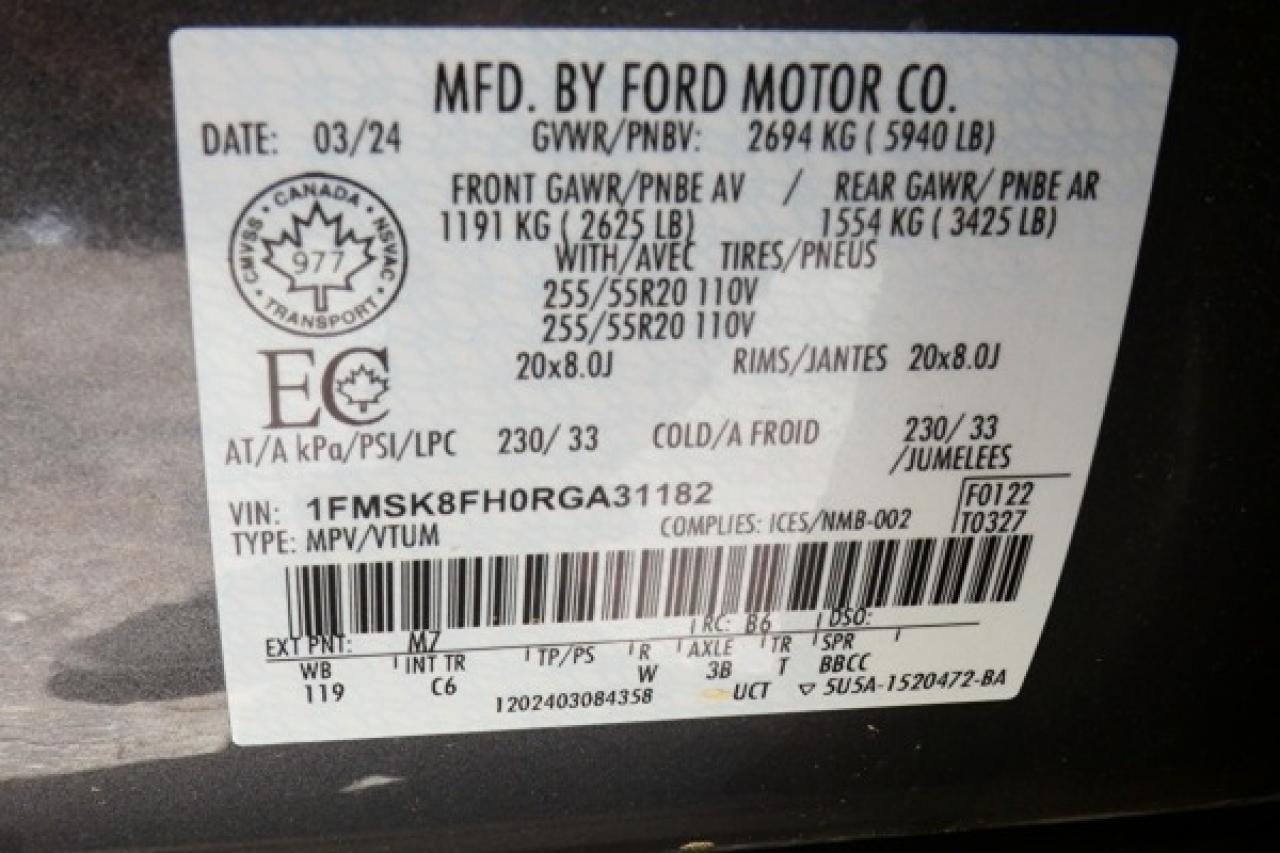 MFD. BY FORD MOTOR CO.
DATE: 03/24 GVWR/PNBV: 2694 KG ( 5940 LB)
FRONT GAWR/PNBE AV / REAR GAWR/ PNBE AR
1191 KG ( 2625 LB) 1554 KG ( 3425 LB)
WITH/AVEC TIRES/PNEUS
255/55R20 110V
255/55R20 110V
20x8.0J RIMS/JANTES 20x8.0J
CMVSS • CANADA • NSVAC • TRANSPORT •
977
EC
AT/A kPa/PSI/LPC 230/ 33 COLD/A FROID 230/ 33
/JUMELEES
VIN: 1FMSK8FH0RGA31182 F0122
TYPE: MPV/VTUM COMPLIES: ICES/NMB-002 T0327
EXT PNT: M7 RC: B6 DSO:
WB INT TR TP/PS R AXLE TR SPR
119 C6 W 3B T BBCC
1202403084358 UCT ▽ 5U5A-1520472-BA